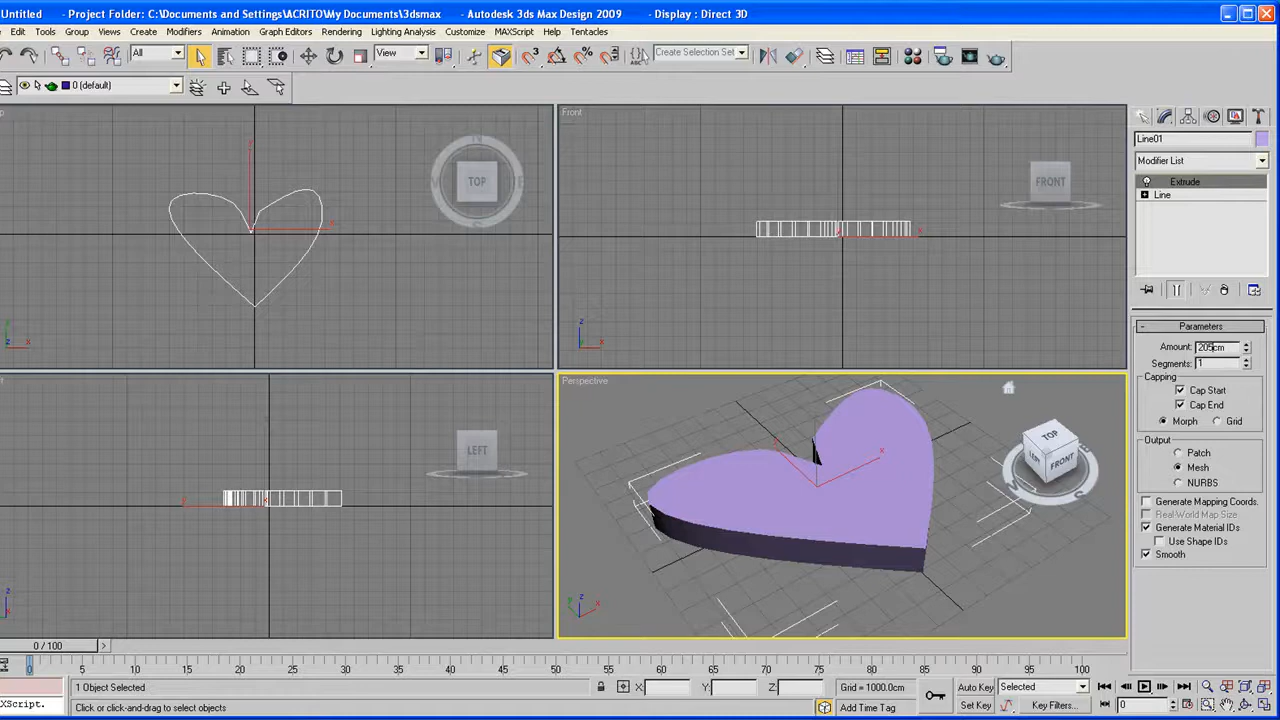 Untitled - Project Folder: C:\Documents and Settings\ACRITO\My Documents\3dsmax - Autodesk 3ds Max Design 2009 - Display : Direct 3D
Edit Tools Group Views Create Modifiers Animation Graph Editors Rendering Lighting Analysis Customize MAXScript Help Tentacles
All View Create Selection Set
0 (default)
Front
TOP
FRONT
Line01
Modifier List
Extrude
Line
Parameters
Amount: 205cm
Segments: 1
Capping
Cap Start
Cap End
Morph Grid
Output
Patch
Mesh
NURBS
Generate Mapping Coords.
Real-World Map Size
Generate Material IDs
Use Shape IDs
Smooth
Perspective
LEFT
TOP
LEFT FRONT
0 / 100
0 5 10 15 20 25 30 35 40 45 50 55 60 65 70 75 80 85 90 95 100
1 Object Selected X: Y: Z: Grid = 1000.0cm Auto Key Selected
XScript. Click or click-and-drag to select objects Add Time Tag Set Key Key Filters... 0